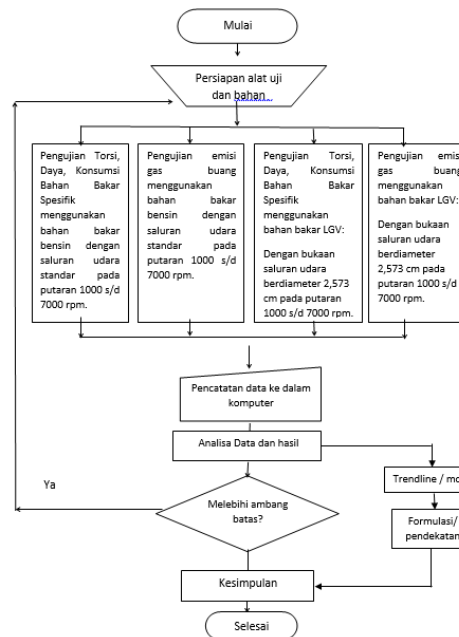 Mulai
Persiapan alat uji
dan bahan
Pengujian Torsi,
Daya, Konsumsi
Bahan Bakar
Spesifik
menggunakan
bahan bakar
bensin dengan
saluran udara
standar pada
putaran 1000 s/d
7000 rpm.
Pengujian emisi
gas buang
menggunakan
bahan bakar
bensin dengan
saluran udara
standar pada
putaran 1000 s/d
7000 rpm.
Pengujian Torsi,
Daya, Konsumsi
Bahan Bakar
Spesifik
menggunakan
bahan bakar LGV:
Dengan bukaan
saluran udara
berdiameter 2,573
cm pada putaran
1000 s/d 7000 rpm.
Pengujian emisi
gas buang
menggunakan
bahan bakar LGV:
Dengan bukaan
saluran udara
berdiameter
2,573 cm pada
putaran 1000 s/d
7000 rpm.
Pencatatan data ke dalam
komputer
Analisa Data dan hasil
Ya
Melebihi ambang
batas?
Trendline /
Formulasi/
pendekatan
Kesimpulan
Selesai